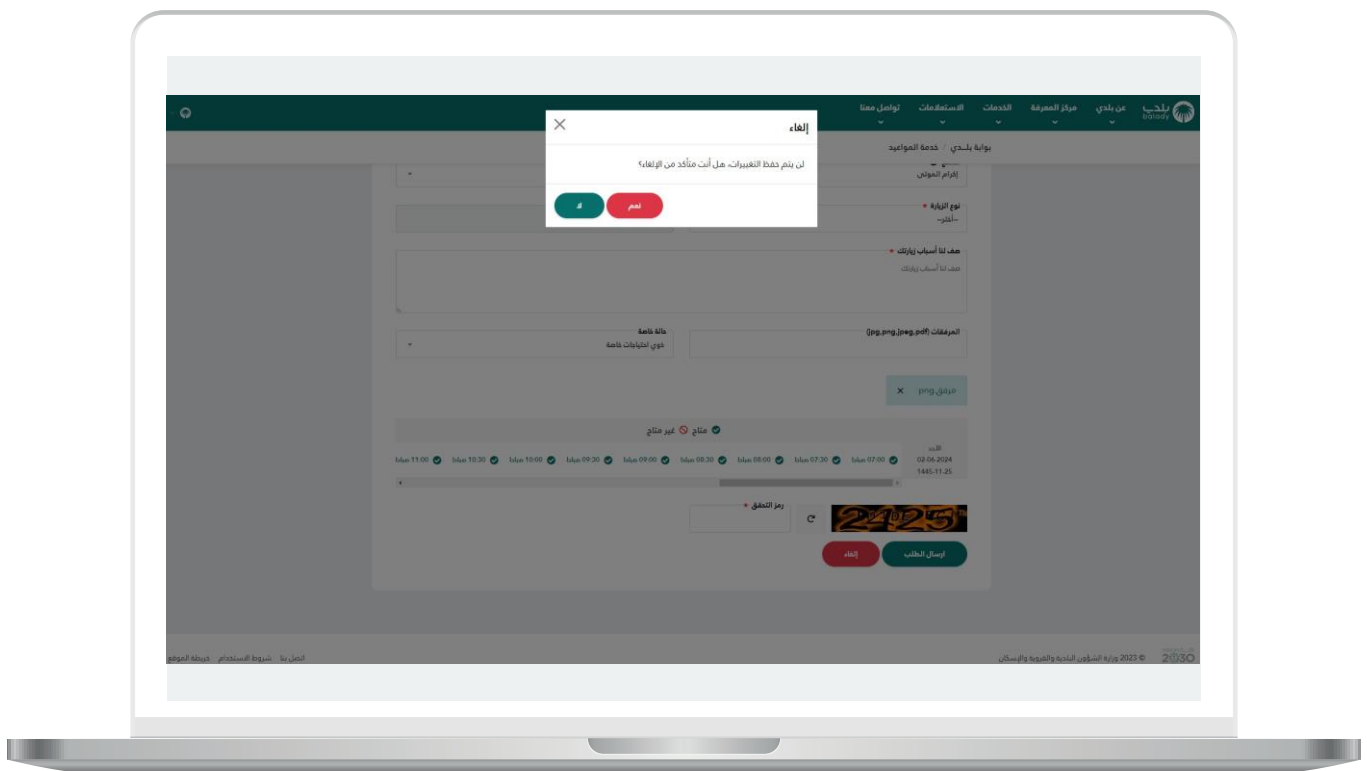 بلدي
balady
عن بلدي
مركز المعرفة
الخدمات
الاستعلامات
تواصل معنا
بوابة بلــدي / خدمة المواعيد
إلغاء
لن يتم حفظ التغييرات، هل أنت متأكد من الإلغاء؟
نعم
لا
إكرام الموتى
نوع الزيارة *
--أختر--
صف لنا أسباب زيارتك *
صف لنا أسباب زيارتك
المرفقات (jpg,png,jpeg,pdf)
حالة خاصة
ذوي احتياجات خاصة
مرفق.png
متاح
غير متاح
الأحد
02-06-2024
1445-11-25
07:00 صباحا
07:30 صباحا
08:00 صباحا
08:30 صباحا
09:00 صباحا
09:30 صباحا
10:00 صباحا
10:30 صباحا
11:00 صباحا
رمز التحقق *
ارسال الطلب
إلغاء
2030
© 2023 وزارة الشؤون البلدية والقروية والإسكان
اتصل بنا
شروط الاستخدام
خريطة الموقع